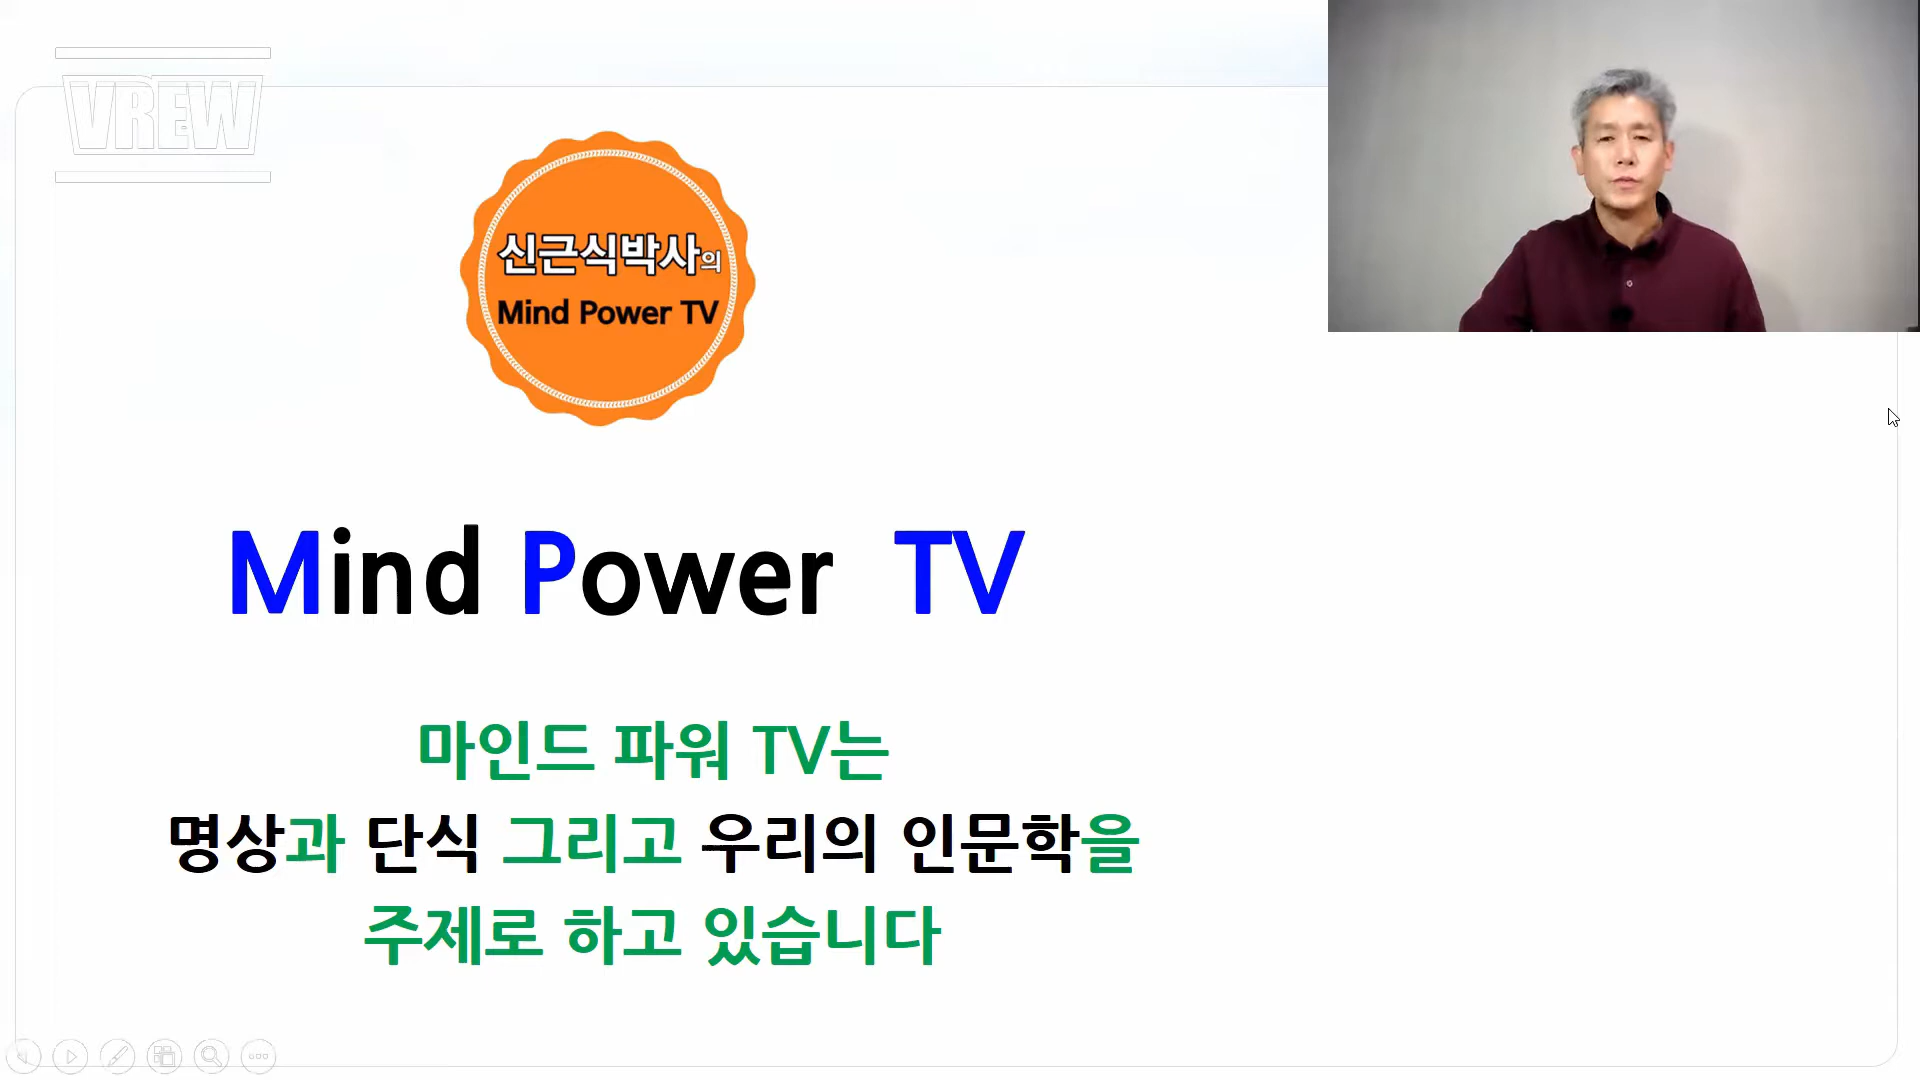 VREW
신근식박사의
Mind Power TV
Mind Power TV
마인드 파워 TV는
명상과 단식 그리고 우리의 인문학을
주제로 하고 있습니다